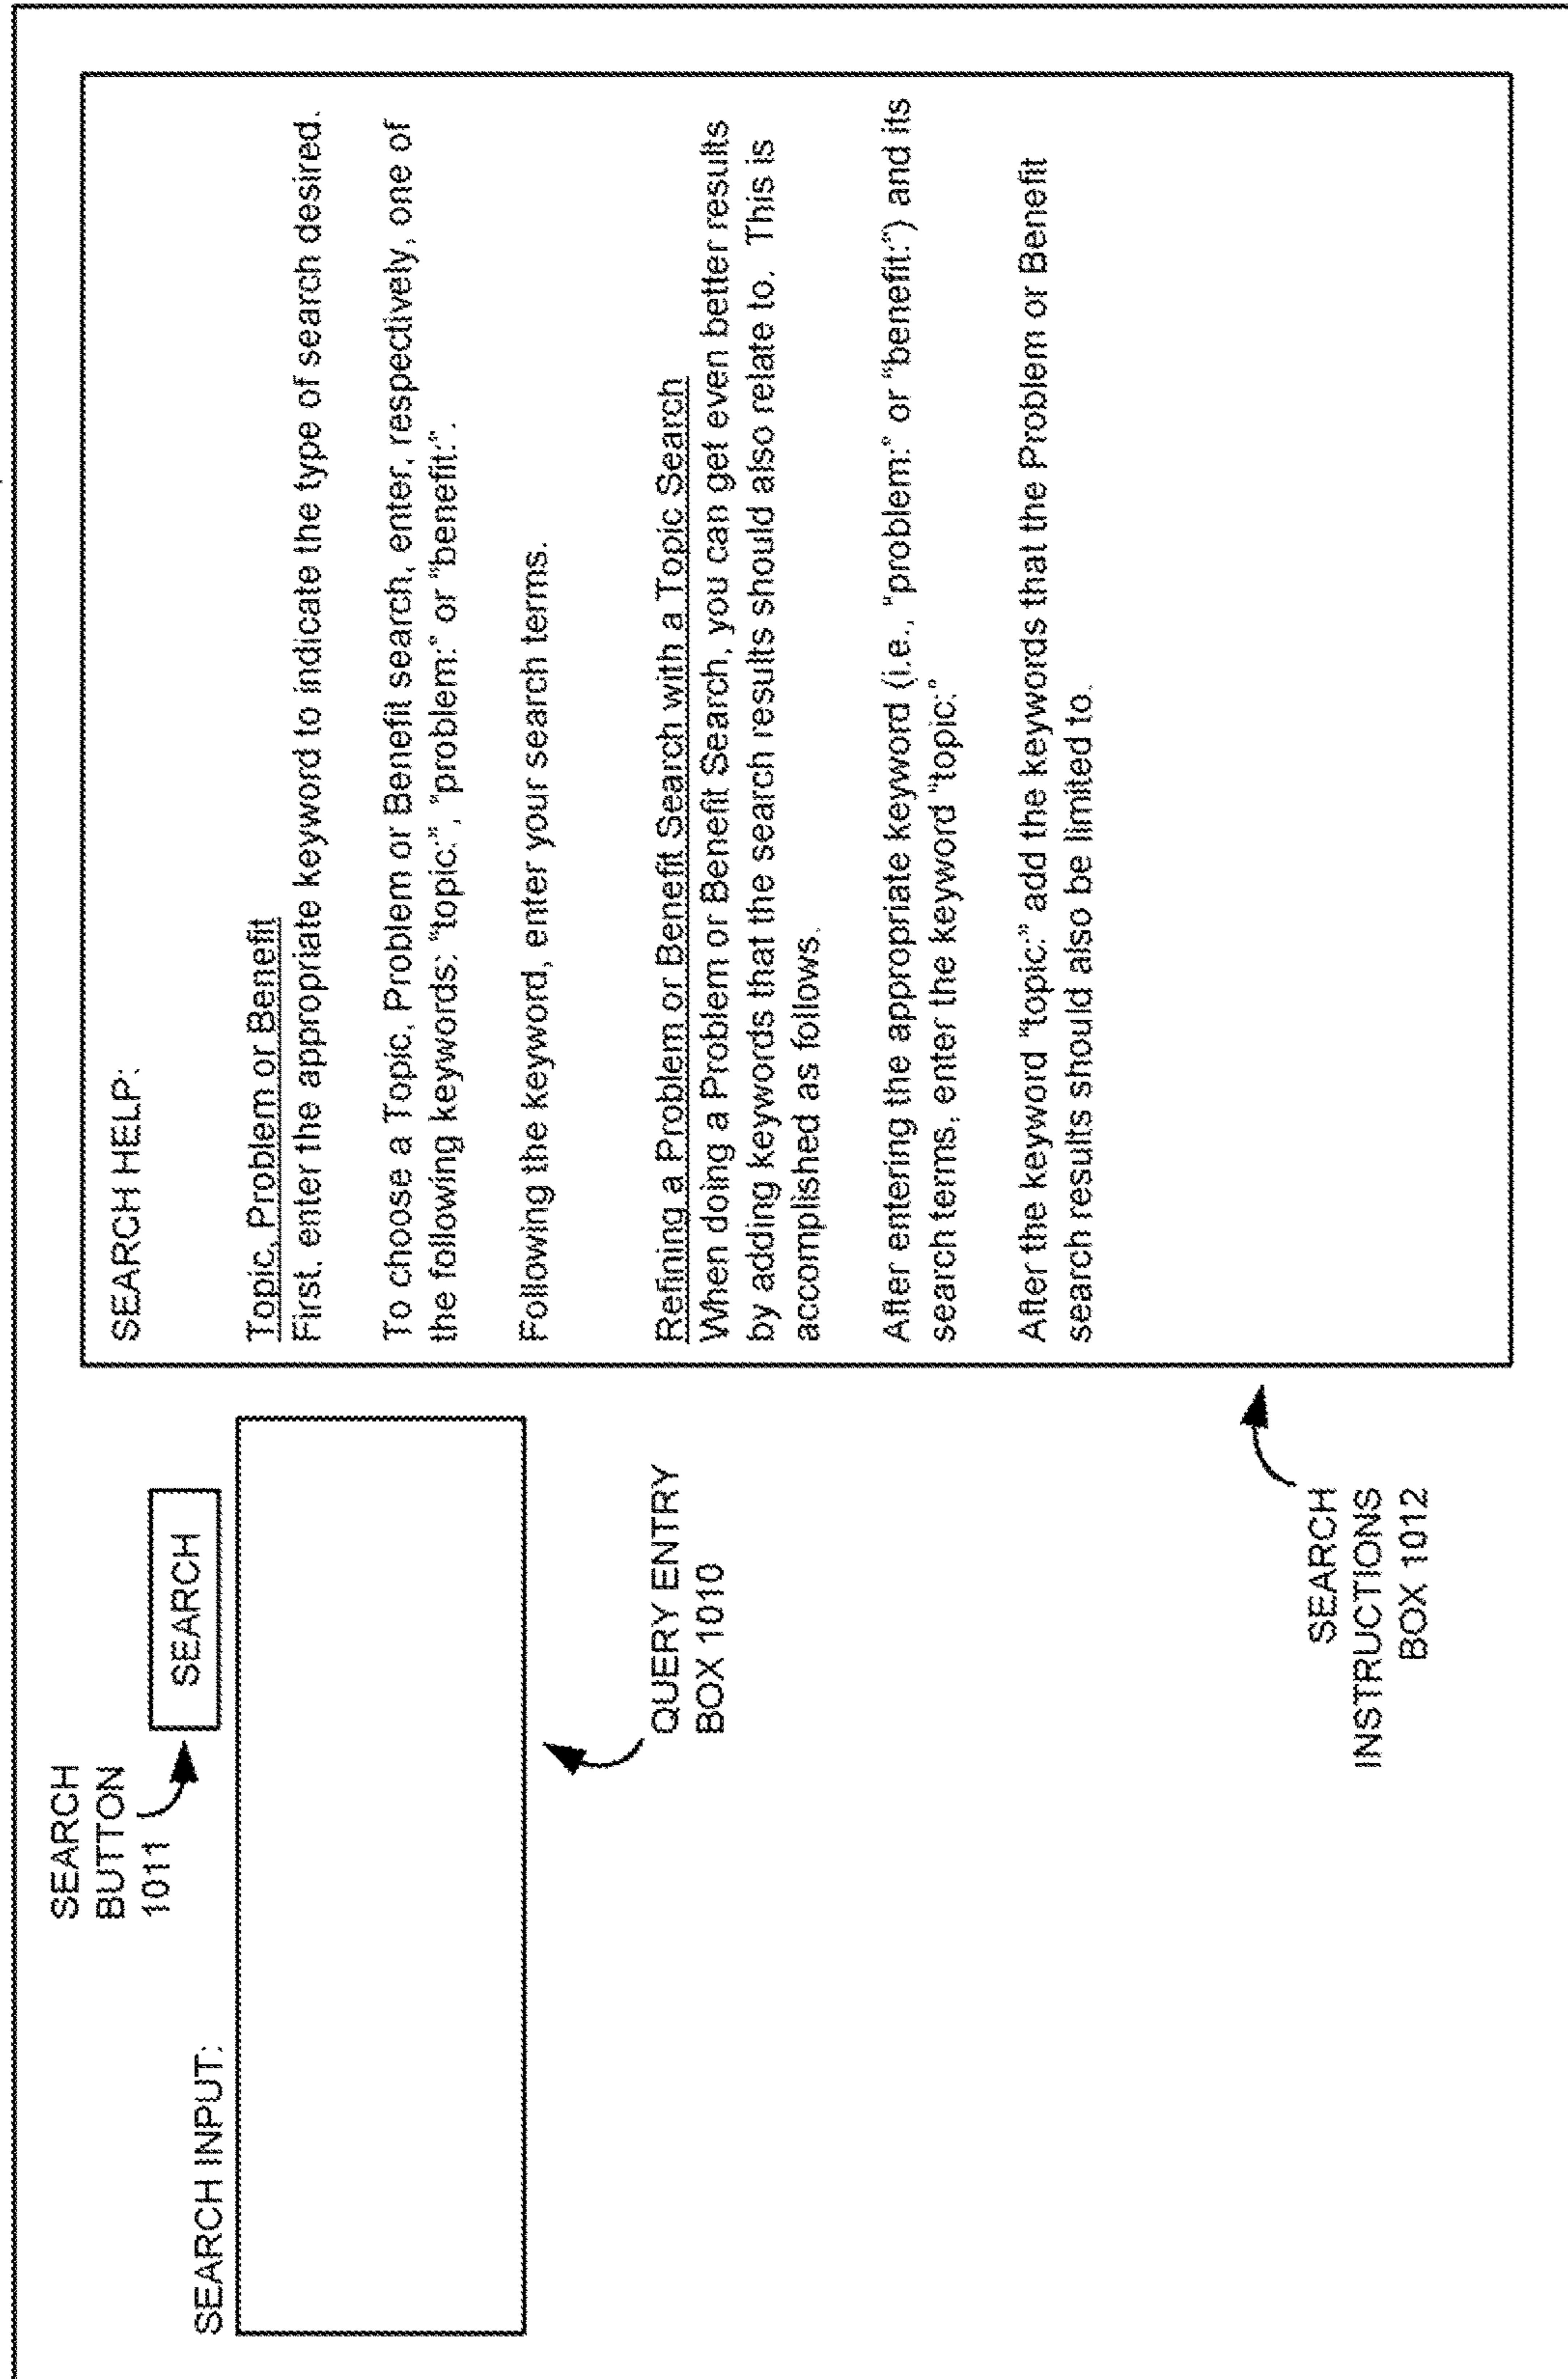 SEARCH
BUTTON
1011
SEARCH INPUT:
SEARCH
QUERY ENTRY
BOX 1010
SEARCH
INSTRUCTIONS
BOX 1012
SEARCH HELP:
Topic, Problem or Benefit
First, enter the appropriate keyword to indicate the type of search desired.
To choose a Topic, Problem or Benefit search, enter, respectively, one of
the following keywords: "topic:", "problem:" or "benefit:".
Following the keyword, enter your search terms.
Refining a Problem or Benefit Search with a Topic Search
When doing a Problem or Benefit Search, you can get even better results
by adding keywords that the search results should also relate to.  This is
accomplished as follows.
After entering the appropriate keyword (i.e., "problem:" or "benefit:") and its
search terms, enter the keyword "topic:"
After the keyword "topic:" add the keywords that the Problem or Benefit
search results should also be limited to.